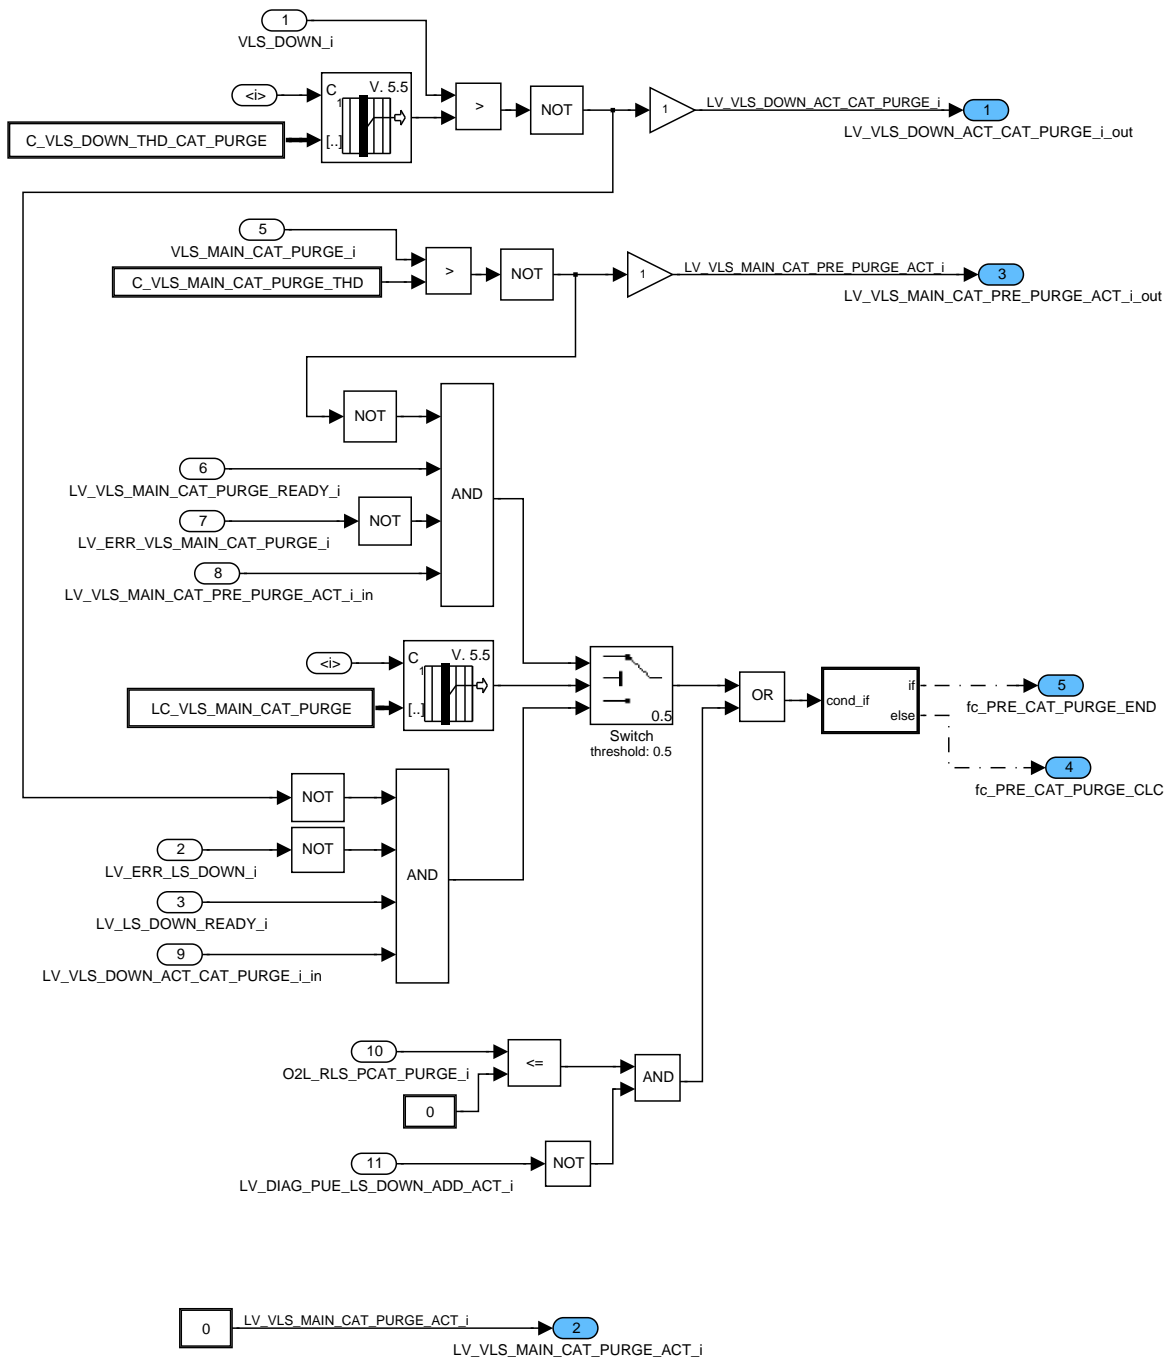 1
VLS_DOWN_i
<i>
C_VLS_DOWN_THD_CAT_PURGE
C
1
V. 5.5
[..]
>
NOT
1
LV_VLS_DOWN_ACT_CAT_PURGE_i
1
LV_VLS_DOWN_ACT_CAT_PURGE_i_out
5
VLS_MAIN_CAT_PURGE_i
C_VLS_MAIN_CAT_PURGE_THD
>
NOT
1
LV_VLS_MAIN_CAT_PRE_PURGE_ACT_i
3
LV_VLS_MAIN_CAT_PRE_PURGE_ACT_i_out
NOT
6
LV_VLS_MAIN_CAT_PURGE_READY_i
7
LV_ERR_VLS_MAIN_CAT_PURGE_i
NOT
8
LV_VLS_MAIN_CAT_PRE_PURGE_ACT_i_in
AND
<i>
LC_VLS_MAIN_CAT_PURGE
C
1
V. 5.5
[..]
0.5
Switch
threshold: 0.5
OR
cond_if
if
else
5
fc_PRE_CAT_PURGE_END
4
fc_PRE_CAT_PURGE_CLC
NOT
2
LV_ERR_LS_DOWN_i
NOT
3
LV_LS_DOWN_READY_i
9
LV_VLS_DOWN_ACT_CAT_PURGE_i_in
AND
10
O2L_RLS_PCAT_PURGE_i
0
<=
11
LV_DIAG_PUE_LS_DOWN_ADD_ACT_i
NOT
AND
0
LV_VLS_MAIN_CAT_PURGE_ACT_i
2
LV_VLS_MAIN_CAT_PURGE_ACT_i